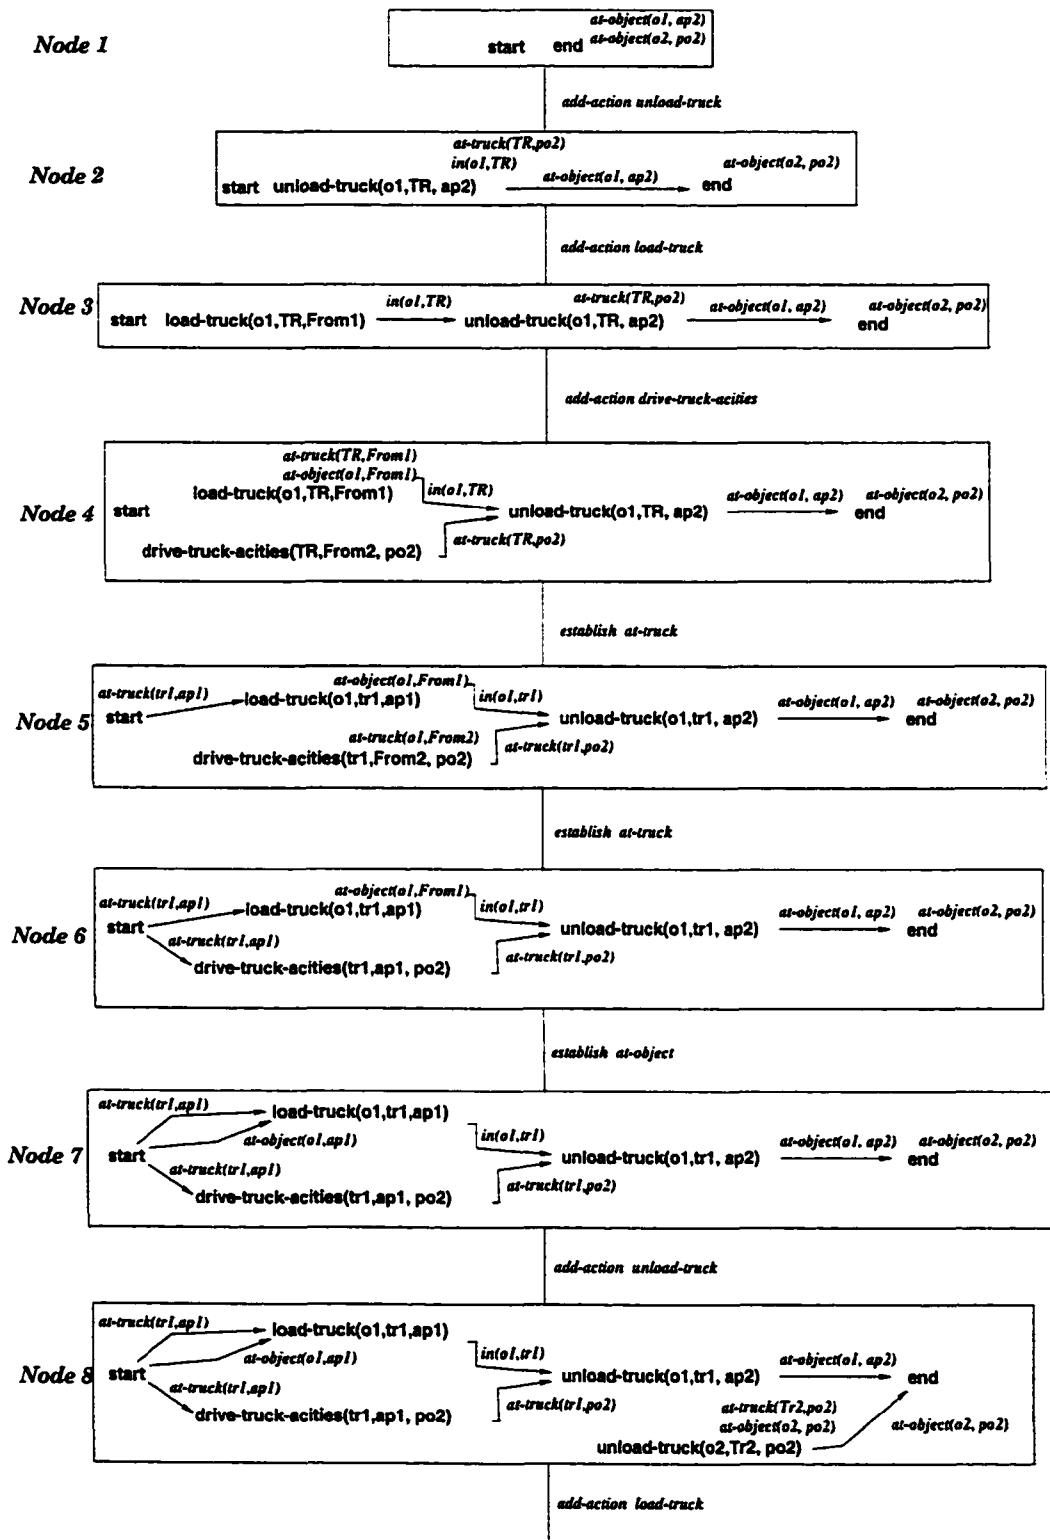 at-object(o1, ap2)
Node 1
start end at-object(o2, po2)
add-action unload-truck
at-truck(TR,po2)
Node 2
in(o1,TR)
at-object(o2, po2)
start unload-truck(o1,TR, ap2) at-object(o1, ap2) end
add-action load-truck
Node 3
in(o1,TR) at-truck(TR,po2) at-object(o1, ap2) at-object(o2, po2)
start load-truck(o1,TR,From1) unload-truck(o1,TR, ap2) end
add-action drive-truck-acities
at-truck(TR,From1)
at-object(o1,From1)
load-truck(o1,TR,From1) in(o1,TR) at-object(o1, ap2) at-object(o2, po2)
Node 4 start unload-truck(o1,TR, ap2) end
drive-truck-acities(TR,From2, po2) at-truck(TR,po2)
establish at-truck
at-truck(tr1,ap1) at-object(o1,From1)
load-truck(o1,tr1,ap1) in(o1,tr1) at-object(o1, ap2) at-object(o2, po2)
Node 5 start unload-truck(o1,tr1, ap2) end
at-truck(o1,From2)
drive-truck-acities(tr1,From2, po2) at-truck(tr1,po2)
establish at-truck
at-truck(tr1,ap1) at-object(o1,From1)
load-truck(o1,tr1,ap1) in(o1,tr1) at-object(o1, ap2) at-object(o2, po2)
Node 6 start unload-truck(o1,tr1, ap2) end
at-truck(tr1,ap1)
drive-truck-acities(tr1,ap1, po2) at-truck(tr1,po2)
establish at-object
at-truck(tr1,ap1)
load-truck(o1,tr1,ap1)
at-object(o1,ap1) in(o1,tr1) at-object(o1, ap2) at-object(o2, po2)
Node 7 start unload-truck(o1,tr1, ap2) end
at-truck(tr1,ap1)
drive-truck-acities(tr1,ap1, po2) at-truck(tr1,po2)
add-action unload-truck
at-truck(tr1,ap1)
load-truck(o1,tr1,ap1)
at-object(o1,ap1) in(o1,tr1) at-object(o1, ap2)
Node 8 start unload-truck(o1,tr1, ap2) end
at-truck(tr1,ap1)
drive-truck-acities(tr1,ap1, po2) at-truck(tr1,po2)
at-truck(Tr2,po2)
at-object(o2, po2) at-object(o2, po2)
unload-truck(o2,Tr2, po2)
add-action load-truck